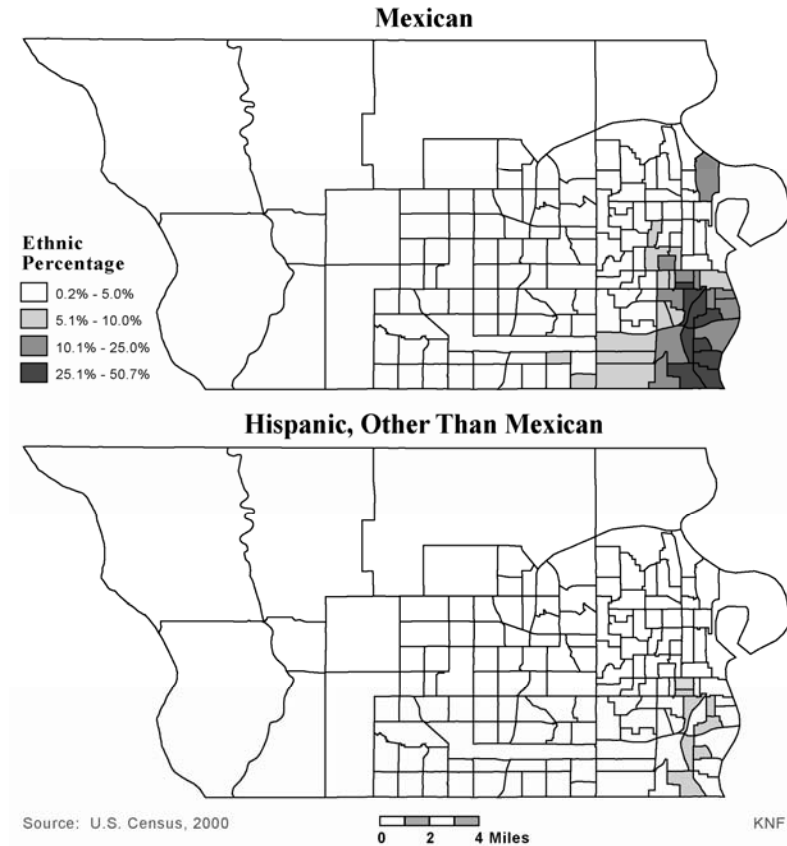 Mexican
Ethnic
Percentage
0.2% - 5.0%
5.1% - 10.0%
10.1% - 25.0%
25.1% - 50.7%
Hispanic, Other Than Mexican
Source: U.S. Census, 2000
0 2 4 Miles
KNF